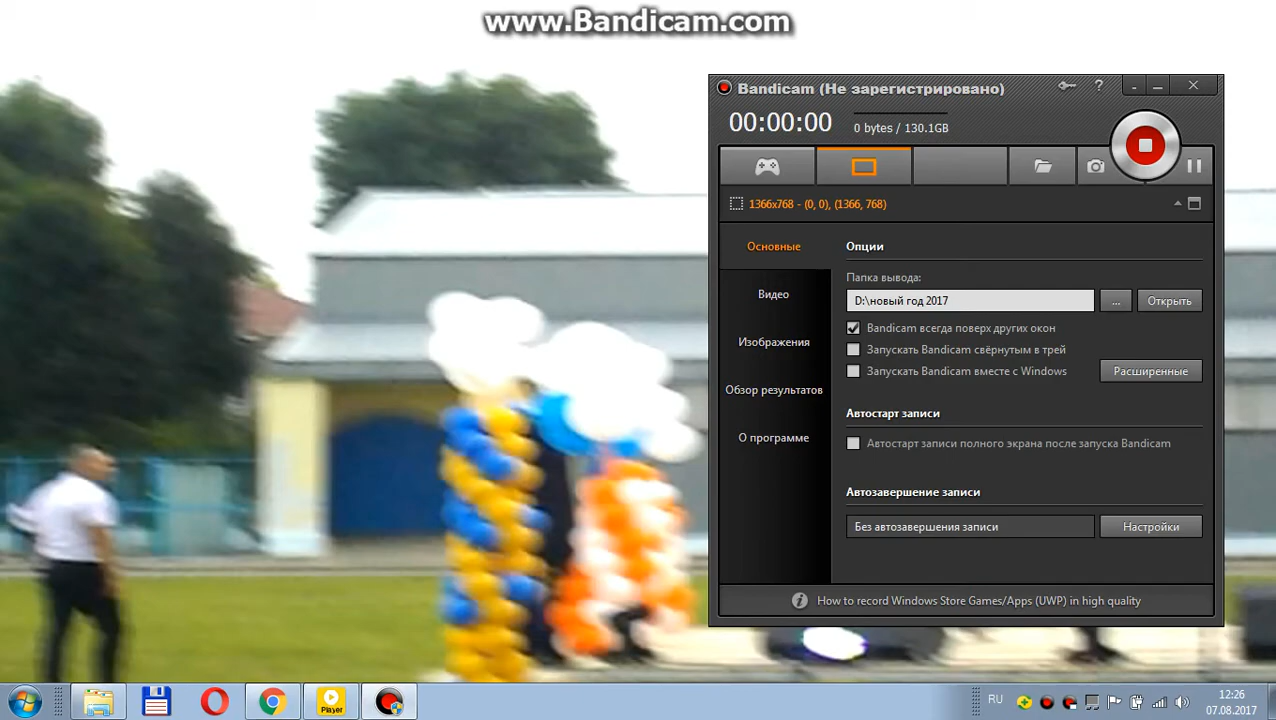 www.Bandicam.com
Bandicam (Не зарегистрировано)
?
00:00:00
0 bytes / 130.1GB
1366x768 - (0, 0), (1366, 768)
Основные
Видео
Изображения
Обзор результатов
О программе
Опции
Папка вывода:
D:\новый год 2017
...
Открыть
Bandicam всегда поверх других окон
Запускать Bandicam свёрнутым в трей
Запускать Bandicam вместе с Windows
Расширенные
Автостарт записи
Автостарт записи полного экрана после запуска Bandicam
Автозавершение записи
Без автозавершения записи
Настройки
How to record Windows Store Games/Apps (UWP) in high quality
Player
RU
12:26
07.08.2017